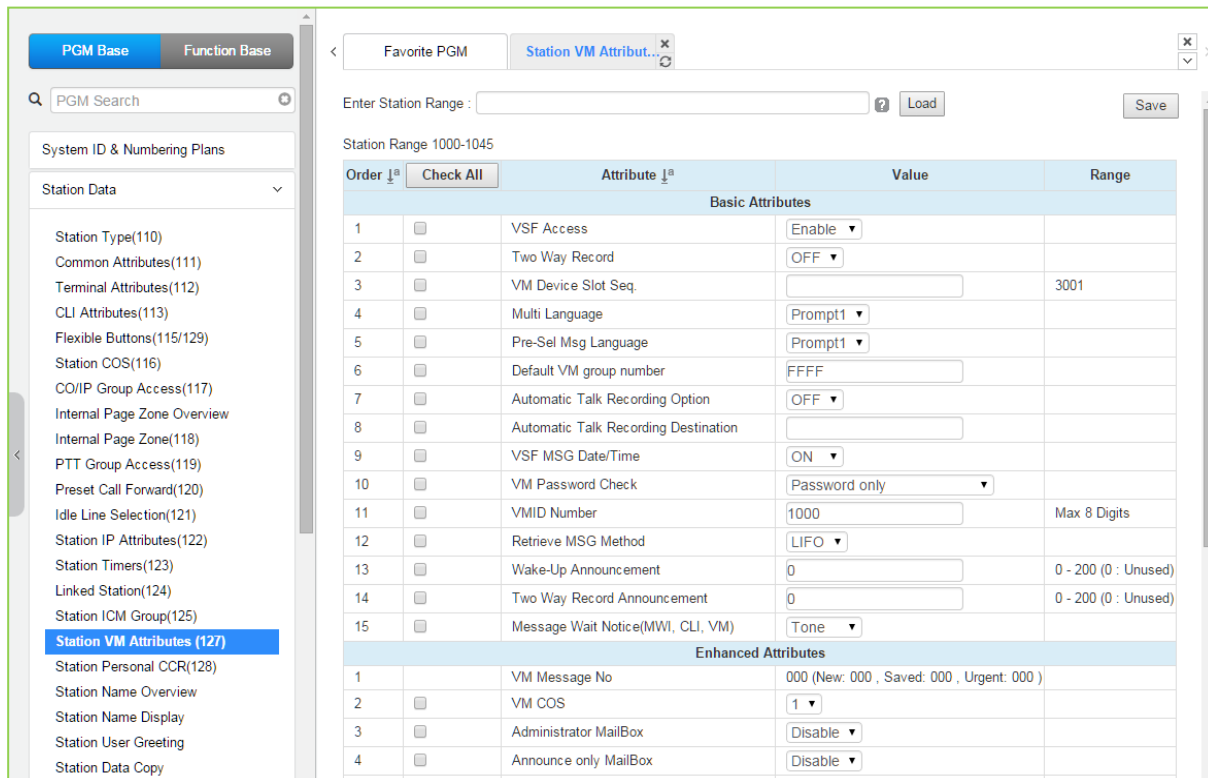 PGM Base Function Base
PGM Search
System ID & Numbering Plans
Station Data
Station Type(110)
Common Attributes(111)
Terminal Attributes(112)
CLI Attributes(113)
Flexible Buttons(115/129)
Station COS(116)
CO/IP Group Access(117)
Internal Page Zone Overview
Internal Page Zone(118)
PTT Group Access(119)
Preset Call Forward(120)
Idle Line Selection(121)
Station IP Attributes(122)
Station Timers(123)
Linked Station(124)
Station ICM Group(125)
Station VM Attributes (127)
Station Personal CCR(128)
Station Name Overview
Station Name Display
Station User Greeting
Station Data Copy
Favorite PGM Station VM Attribut...
Enter Station Range : ? Load Save
Station Range 1000-1045
Order Check All Attribute Value Range
Basic Attributes
1 VSF Access Enable
2 Two Way Record OFF
3 VM Device Slot Seq. 3001
4 Multi Language Prompt1
5 Pre-Sel Msg Language Prompt1
6 Default VM group number FFFF
7 Automatic Talk Recording Option OFF
8 Automatic Talk Recording Destination
9 VSF MSG Date/Time ON
10 VM Password Check Password only
11 VMID Number 1000 Max 8 Digits
12 Retrieve MSG Method LIFO
13 Wake-Up Announcement 0 0 - 200 (0 : Unused)
14 Two Way Record Announcement 0 0 - 200 (0 : Unused)
15 Message Wait Notice(MWI, CLI, VM) Tone
Enhanced Attributes
1 VM Message No 000 (New: 000 , Saved: 000 , Urgent: 000 )
2 VM COS 1
3 Administrator MailBox Disable
4 Announce only MailBox Disable